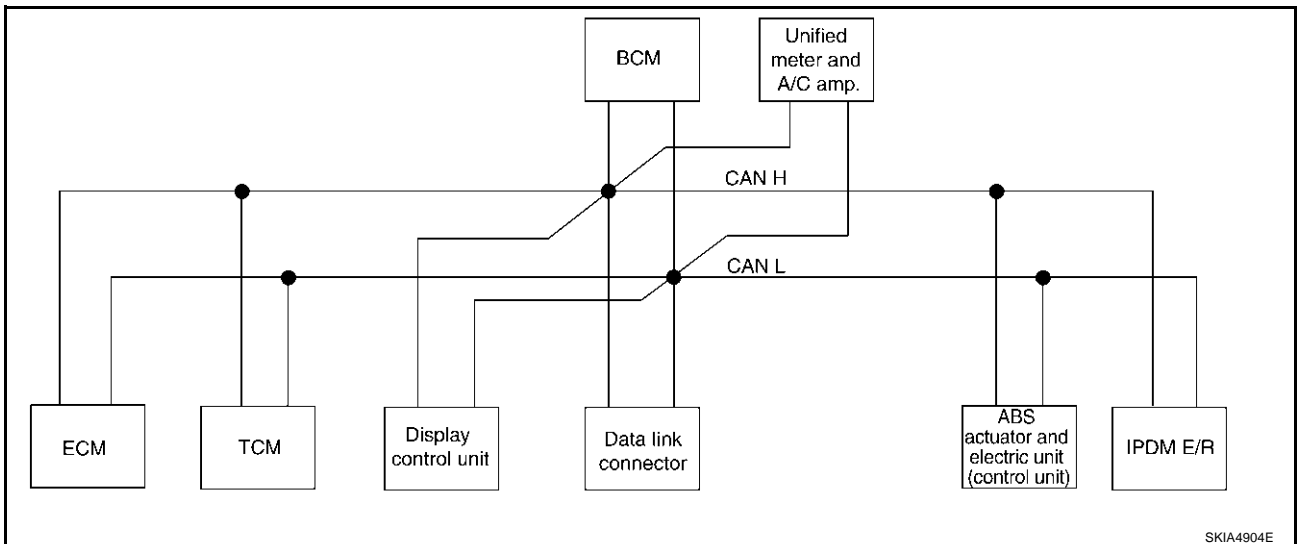 BCM
Unified
meter and
A/C amp.
CAN H
CAN L
ECM
TCM
Display
control unit
Data link
connector
ABS
actuator and
electric unit
(control unit)
IPDM E/R
SKIA4904E